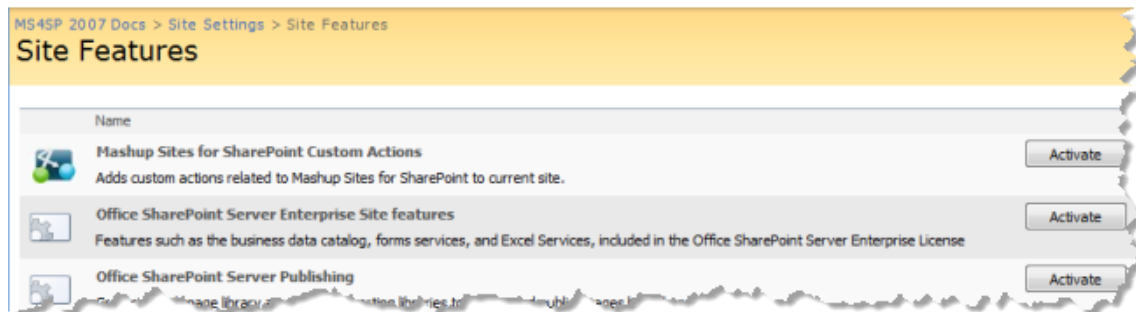 MS4SP 2007 Docs > Site Settings > Site Features
Site Features
Name
Mashup Sites for SharePoint Custom Actions
Activate
Adds custom actions related to Mashup Sites for SharePoint to current site.
Office SharePoint Server Enterprise Site features
Activate
Features such as the business data catalog, forms services, and Excel Services, included in the Office SharePoint Server Enterprise License
Office SharePoint Server Publishing
Activate
page library